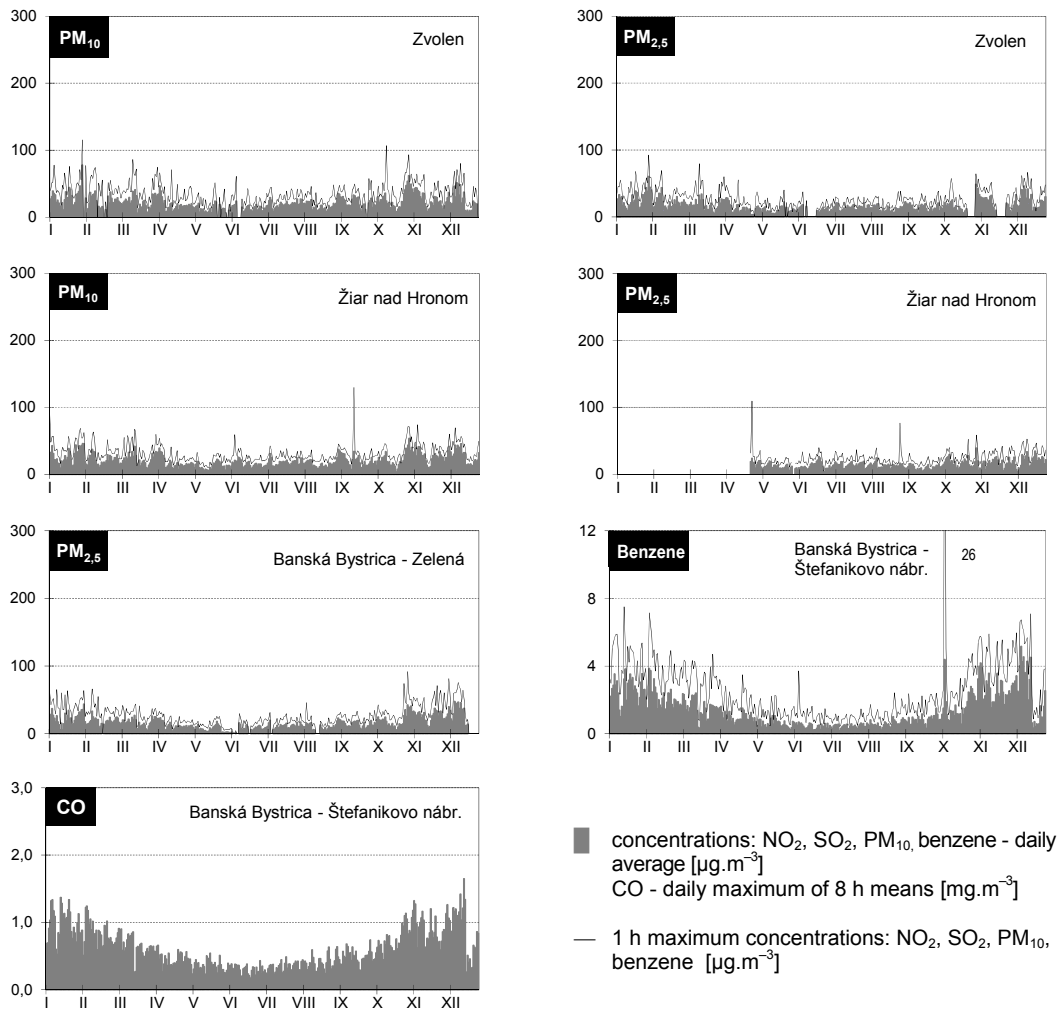 300
PM10
Zvolen
200
100
0
I II III IV V VI VII VIII IX X XI XII
300
PM2,5
Zvolen
200
100
0
I II III IV V VI VII VIII IX X XI XII
300
PM10
Žiar nad Hronom
200
100
0
I II III IV V VI VII VIII IX X XI XII
300
PM2,5
Žiar nad Hronom
200
100
0
I II III IV V VI VII VIII IX X XI XII
300
PM2,5
Banská Bystrica - Zelená
200
100
0
I II III IV V VI VII VIII IX X XI XII
12
Benzene
Banská Bystrica -
Štefanikovo nábr.
26
8
4
0
I II III IV V VI VII VIII IX X XI XII
3,0
CO
Banská Bystrica - Štefanikovo nábr.
2,0
1,0
0,0
I II III IV V VI VII VIII IX X XI XII
concentrations: NO2, SO2, PM10, benzene - daily
average [µg.m–3]
CO - daily maximum of 8 h means [mg.m–3]
— 1 h maximum concentrations: NO2, SO2, PM10,
benzene [µg.m–3]